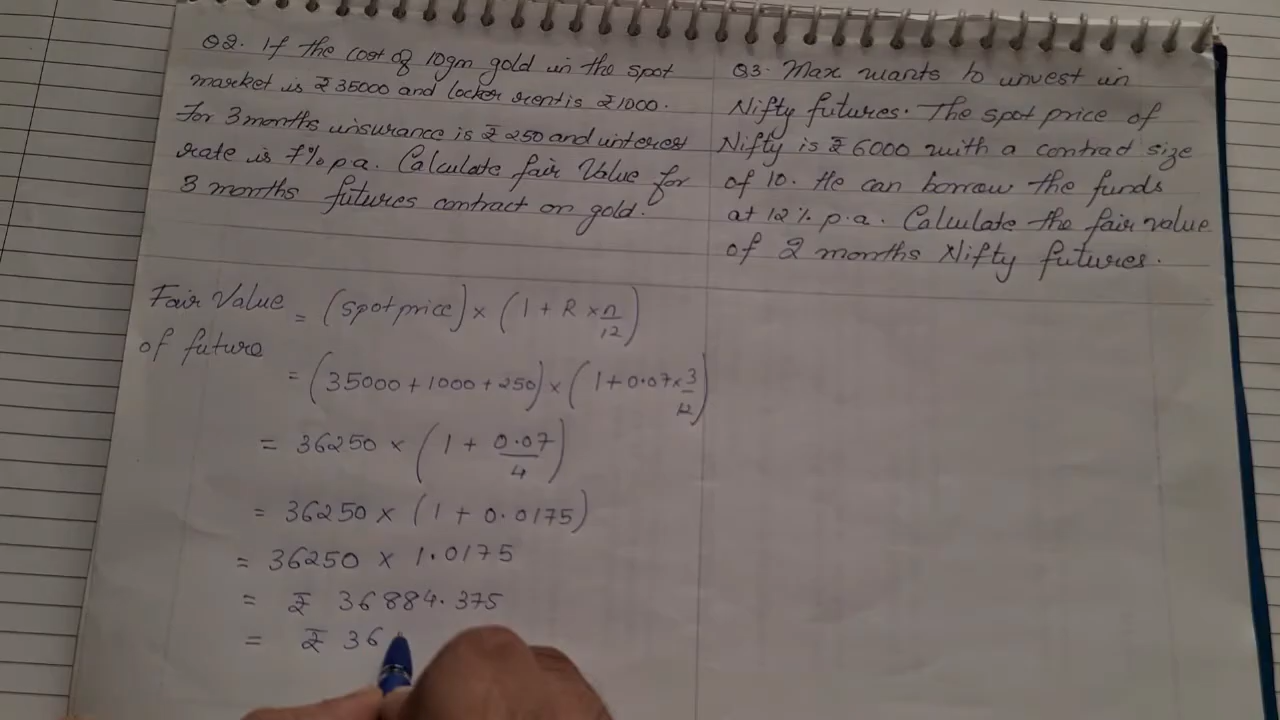 Q2. If the cost of 10gm gold in the spot
market is ₹35000 and locker rent is ₹1000.
For 3 months insurance is ₹250 and interest
rate is 7% p.a. Calculate fair Value for
3 months futures contract on gold.
Q3. Max wants to invest in
Nifty futures. The spot price of
Nifty is ₹6000 with a contract size
of 10. He can borrow the funds
at 12% p.a. Calculate the fair value
of 2 months Nifty futures.
Fair Value = (spot price) × (1 + R × n/12)
of future
= (35000 + 1000 + 250) × (1 + 0.07 × 3/12)
= 36250 × (1 + 0.07/4)
= 36250 × (1 + 0.0175)
= 36250 × 1.0175
= ₹ 36884.375
= ₹ 36